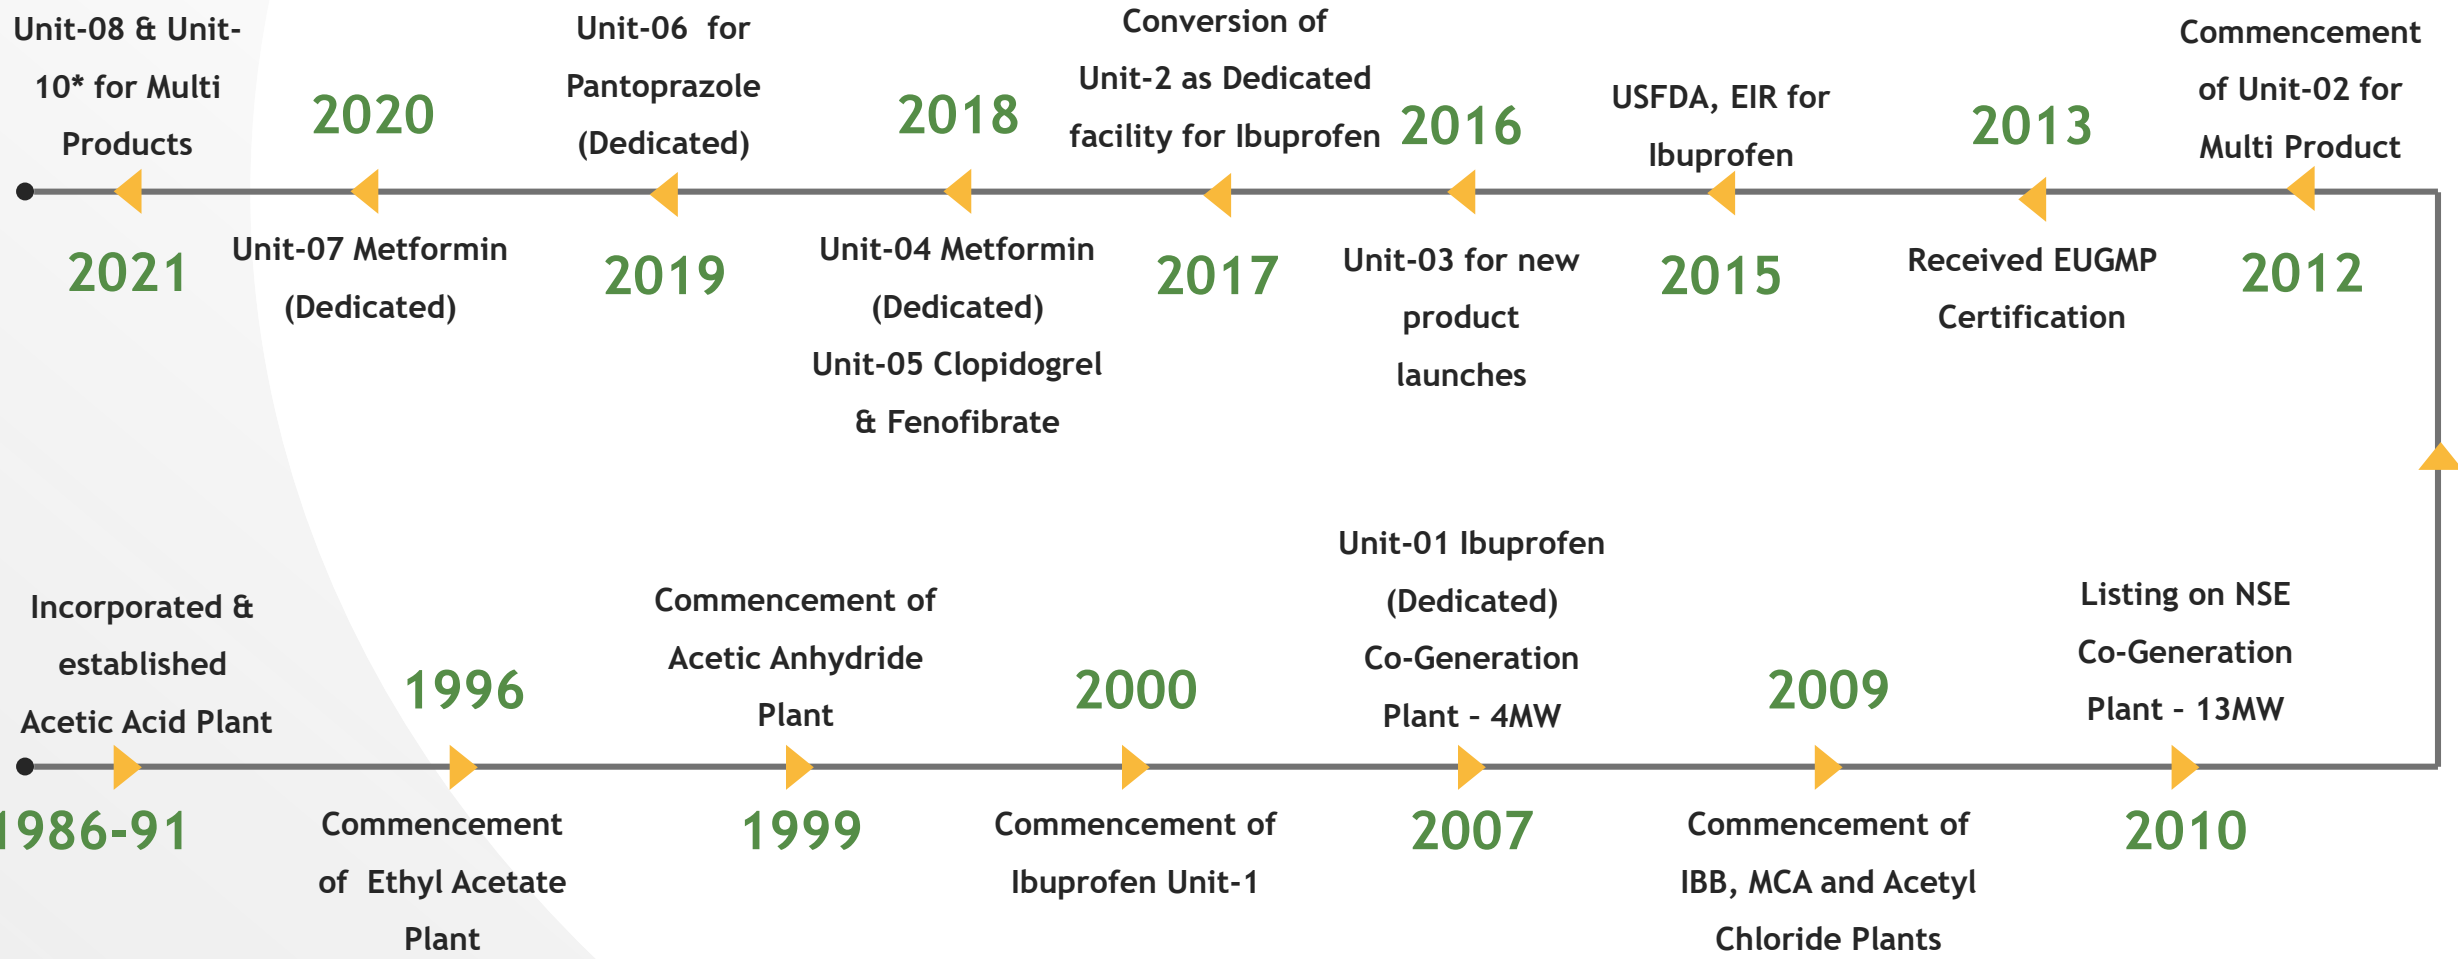 Unit-08 & Unit-
10* for Multi
Products
2021
2020
Unit-07 Metformin
(Dedicated)
Unit-06 for
Pantoprazole
(Dedicated)
2019
2018
Unit-04 Metformin
(Dedicated)
Unit-05 Clopidogrel
& Fenofibrate
Conversion of
Unit-2 as Dedicated
facility for Ibuprofen
2017
2016
Unit-03 for new
product
launches
USFDA, EIR for
Ibuprofen
2015
2013
Received EUGMP
Certification
Commencement
of Unit-02 for
Multi Product
2012
Incorporated &
established
Acetic Acid Plant
1986-91
1996
Commencement
of Ethyl Acetate
Plant
Commencement of
Acetic Anhydride
Plant
1999
2000
Commencement of
Ibuprofen Unit-1
Unit-01 Ibuprofen
(Dedicated)
Co-Generation
Plant - 4MW
2007
2009
Commencement of
IBB, MCA and Acetyl
Chloride Plants
Listing on NSE
Co-Generation
Plant - 13MW
2010